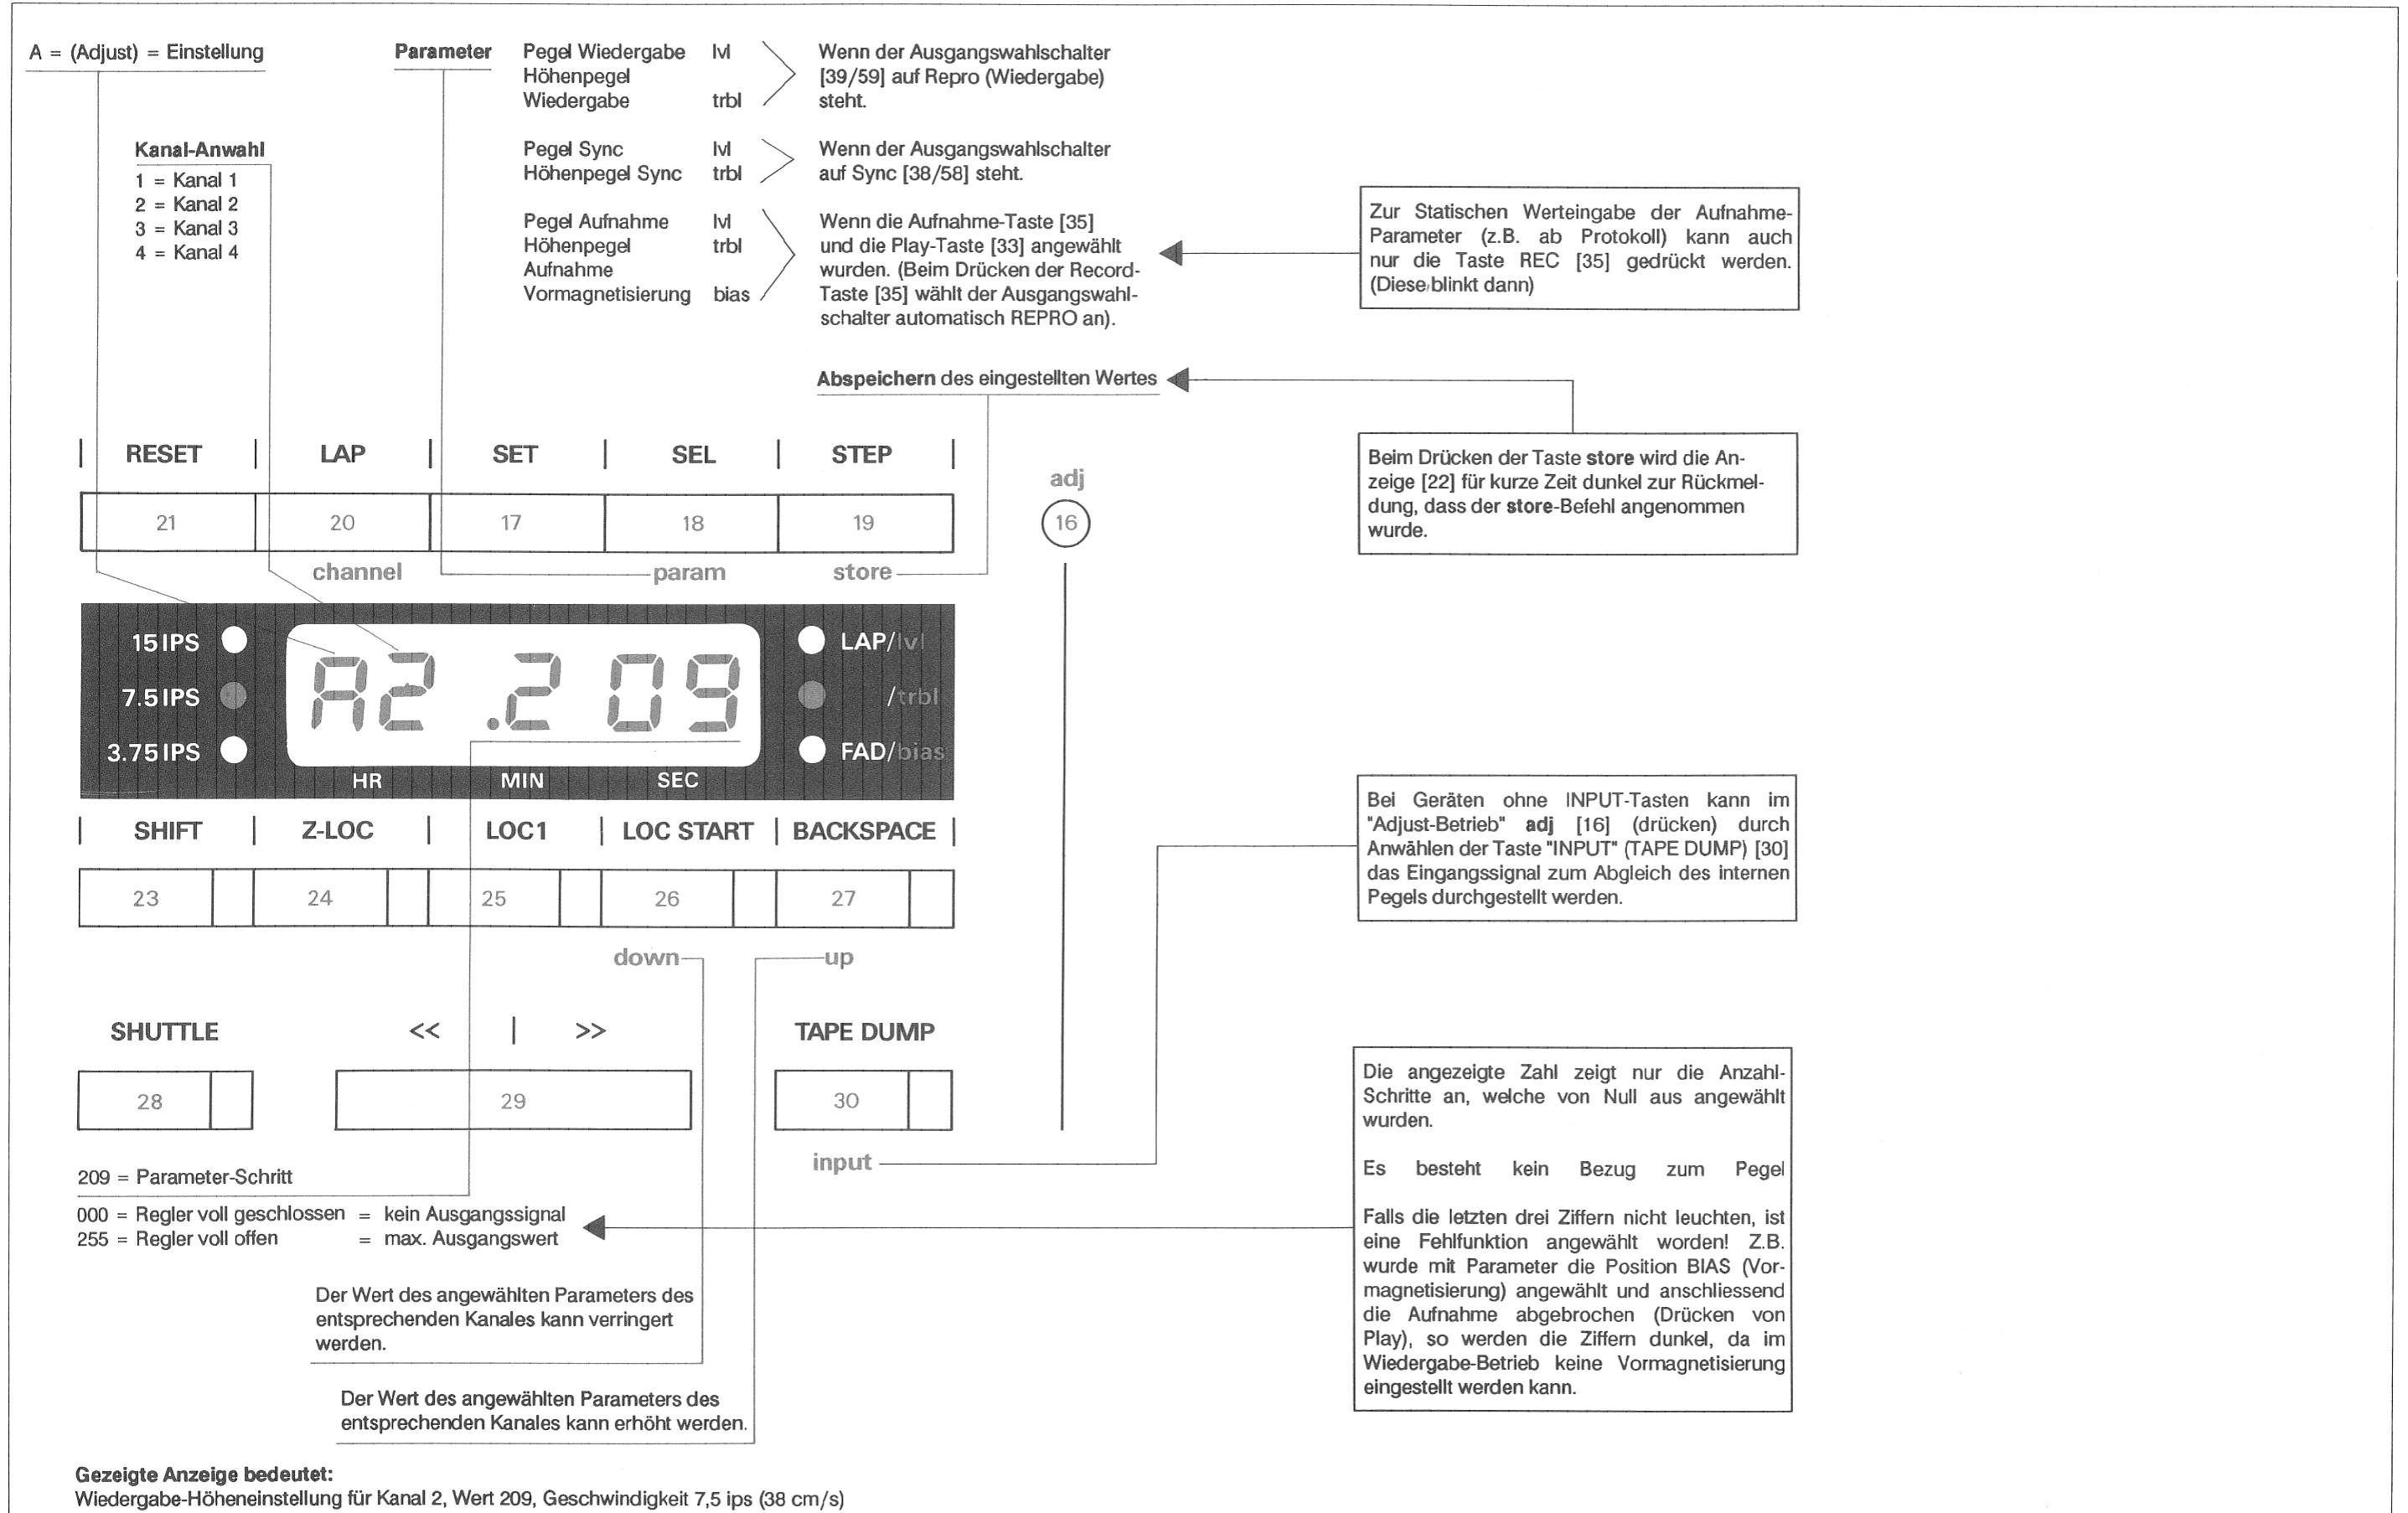 A = (Adjust) = Einstellung
Parameter
Pegel Wiedergabe lvl
Höhenpegel
Wiedergabe trbl
Wenn der Ausgangswahlschalter
[39/59] auf Repro (Wiedergabe)
steht.
Kanal-Anwahl
1 = Kanal 1
2 = Kanal 2
3 = Kanal 3
4 = Kanal 4
Pegel Sync lvl
Höhenpegel Sync trbl
Wenn der Ausgangswahlschalter
auf Sync [38/58] steht.
Pegel Aufnahme lvl
Höhenpegel trbl
Aufnahme
Vormagnetisierung bias
Wenn die Aufnahme-Taste [35]
und die Play-Taste [33] angewählt
wurden. (Beim Drücken der Record-
Taste [35] wählt der Ausgangswahl-
schalter automatisch REPRO an).
Zur Statischen Werteingabe der Aufnahme-
Parameter (z.B. ab Protokoll) kann auch
nur die Taste REC [35] gedrückt werden.
(Diese blinkt dann)
Abspeichern des eingestellten Wertes
Beim Drücken der Taste store wird die An-
zeige [22] für kurze Zeit dunkel zur Rückmel-
dung, dass der store-Befehl angenommen
wurde.
RESET LAP SET SEL STEP
adj
21 20 17 18 19 16
channel param store
15 IPS
7.5 IPS
3.75 IPS
A2 .2 09
HR MIN SEC
LAP/lvl
/trbl
FAD/bias
SHIFT Z-LOC LOC1 LOC START BACKSPACE
23 24 25 26 27
down up
Bei Geräten ohne INPUT-Tasten kann im
"Adjust-Betrieb" adj [16] (drücken) durch
Anwählen der Taste "INPUT" (TAPE DUMP) [30]
das Eingangssignal zum Abgleich des internen
Pegels durchgestellt werden.
SHUTTLE << | >> TAPE DUMP
28 29 30
input
Die angezeigte Zahl zeigt nur die Anzahl-
Schritte an, welche von Null aus angewählt
wurden.
Es besteht kein Bezug zum Pegel
Falls die letzten drei Ziffern nicht leuchten, ist
eine Fehlfunktion angewählt worden! Z.B.
wurde mit Parameter die Position BIAS (Vor-
magnetisierung) angewählt und anschliessend
die Aufnahme abgebrochen (Drücken von
Play), so werden die Ziffern dunkel, da im
Wiedergabe-Betrieb keine Vormagnetisierung
eingestellt werden kann.
209 = Parameter-Schritt
000 = Regler voll geschlossen = kein Ausgangssignal
255 = Regler voll offen = max. Ausgangswert
Der Wert des angewählten Parameters des
entsprechenden Kanales kann verringert
werden.
Der Wert des angewählten Parameters des
entsprechenden Kanales kann erhöht werden.
Gezeigte Anzeige bedeutet:
Wiedergabe-Höheneinstellung für Kanal 2, Wert 209, Geschwindigkeit 7,5 ips (38 cm/s)